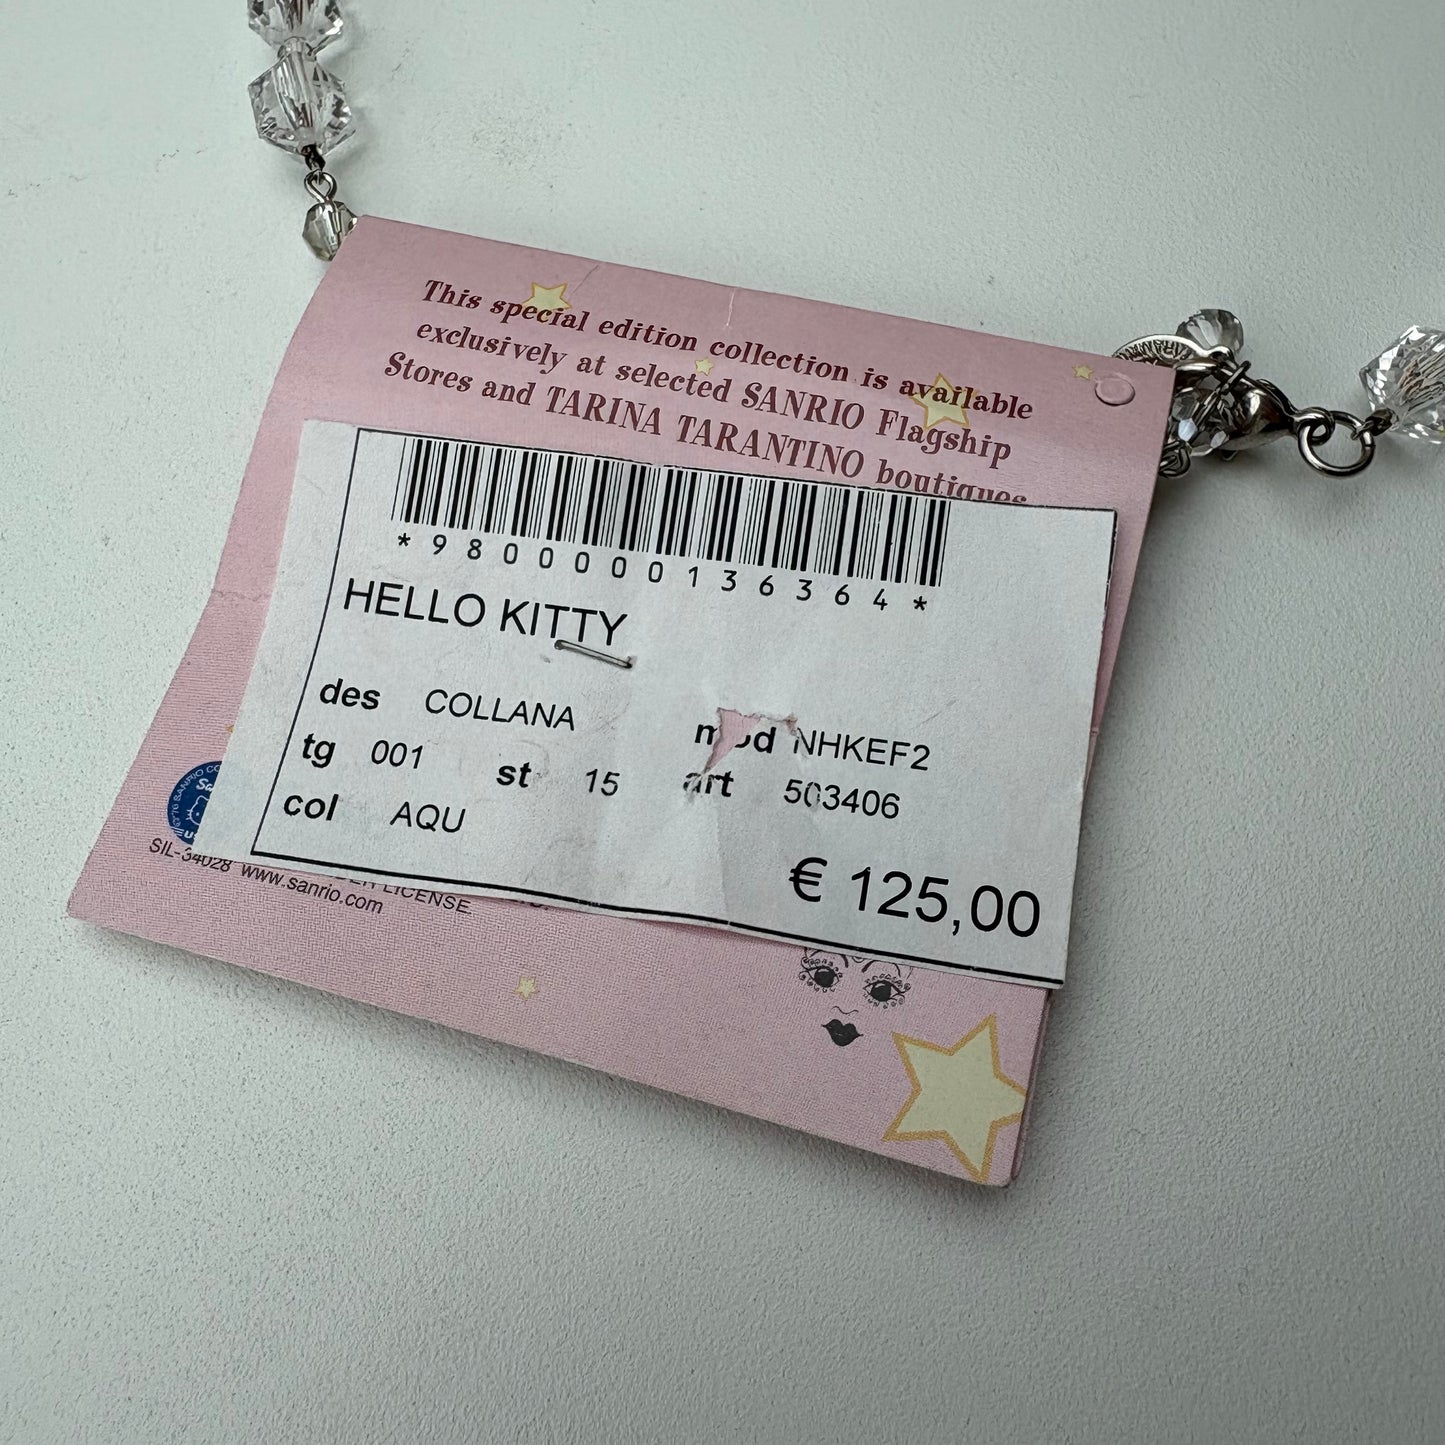 This special edition collection is available
exclusively at selected SANRIO Flagship
Stores and TARINA TARANTINO boutiques
*9800000136364*
HELLO KITTY
des COLLANA mod NHKEF2
tg 001 st 15 art 503406
col AQU
€ 125,00
SIL-34028 www.sanrio.com
LICENSE.